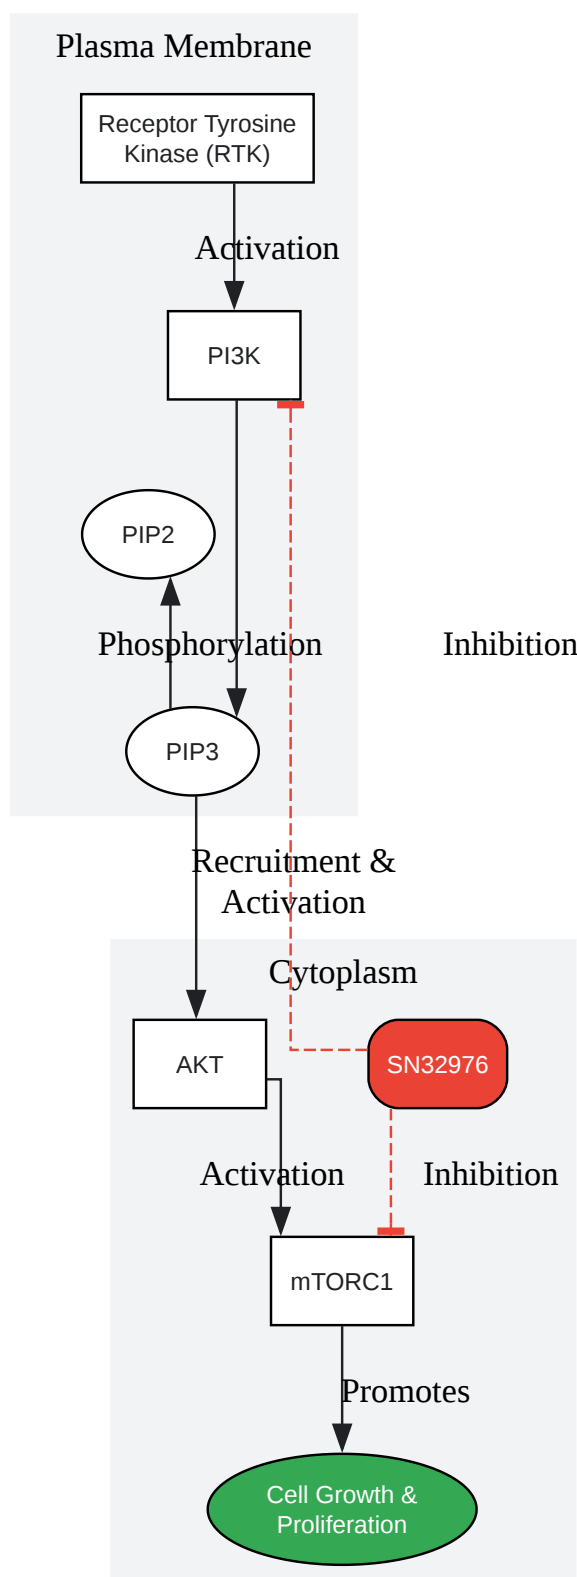 Plasma Membrane
Receptor Tyrosine
Kinase (RTK)
Activation
PI3K
PIP2
Phosphorylation
Inhibition
PIP3
Recruitment &
Activation
Cytoplasm
AKT
SN32976
Activation
Inhibition
mTORC1
Promotes
Cell Growth &
Proliferation